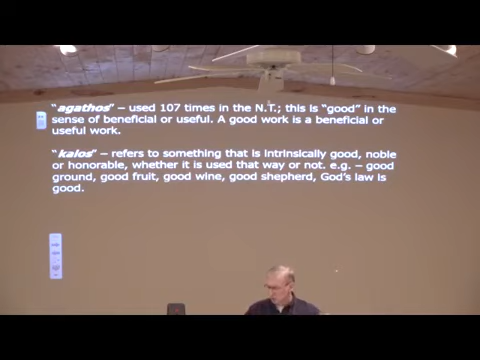 "agathos" – used 107 times in the N.T.; this is "good" in the
sense of beneficial or useful. A good work is a beneficial or
useful work.
"kalos" – refers to something that is intrinsically good, noble
or honorable, whether it is used that way or not. e.g. – good
ground, good fruit, good wine, good shepherd, God's law is
good.